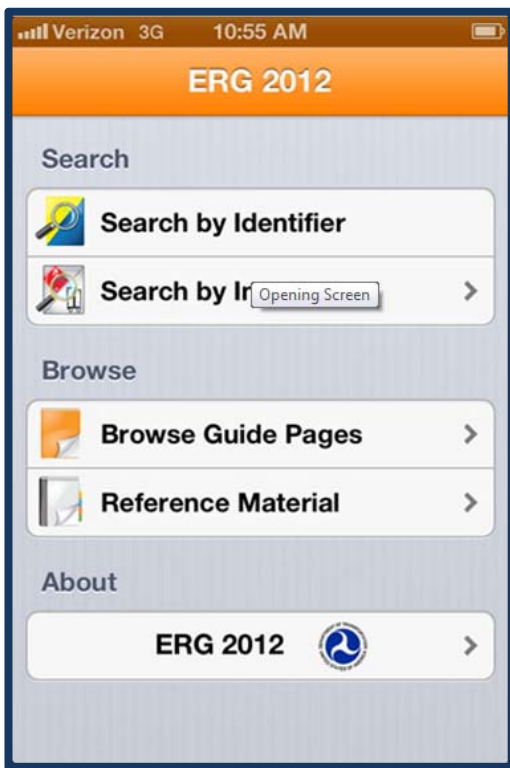 Verizon 3G 10:55 AM
ERG 2012
Search
Search by Identifier
Search by
Opening Screen
Browse
Browse Guide Pages
Reference Material
About
ERG 2012